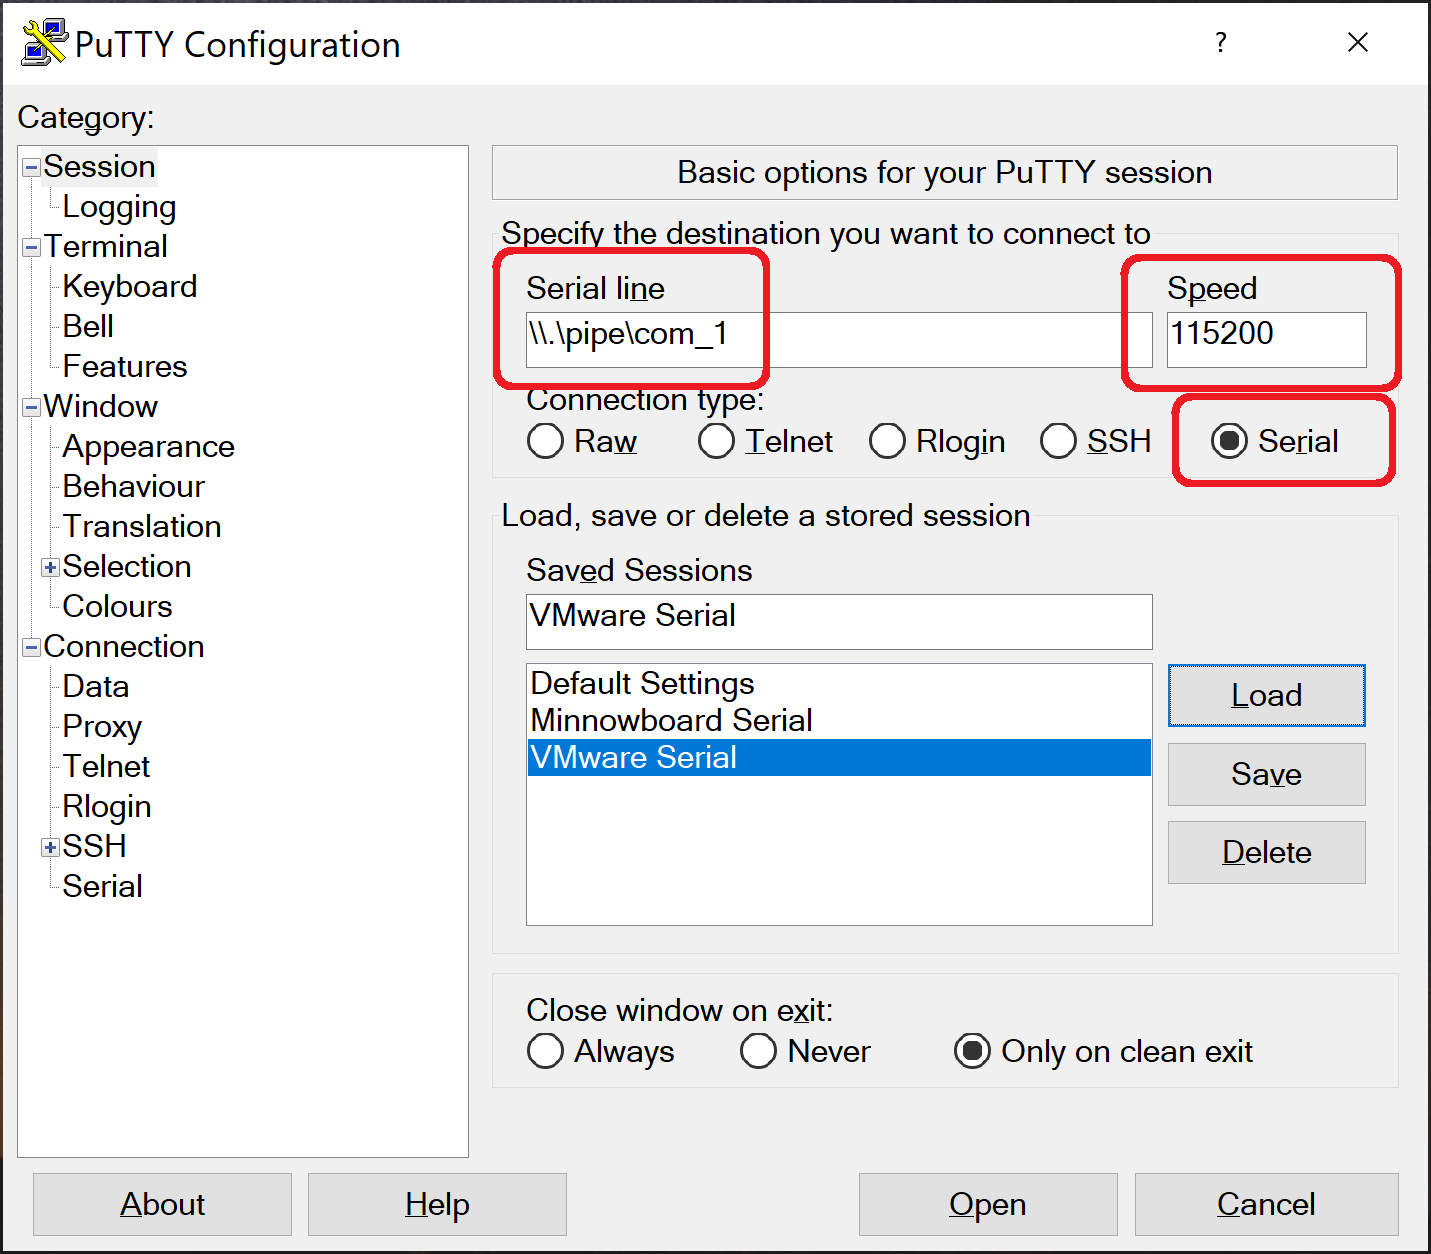 PuTTY Configuration
?
Category:
Session
Logging
Terminal
Keyboard
Bell
Features
Window
Appearance
Behaviour
Translation
Selection
Colours
Connection
Data
Proxy
Telnet
Rlogin
SSH
Serial
Basic options for your PuTTY session
Specify the destination you want to connect to
Serial line
Speed
\\.\pipe\com_1
115200
Connection type:
Raw Telnet Rlogin SSH Serial
Load, save or delete a stored session
Saved Sessions
VMware Serial
Default Settings
Minnowboard Serial
VMware Serial
Load
Save
Delete
Close window on exit:
Always Never Only on clean exit
About Help Open Cancel